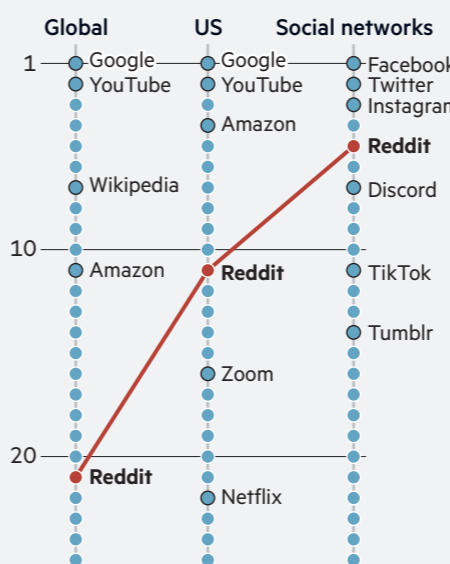 Global US Social networks
1 Google Google Facebook
YouTube YouTube Twitter
Instagram
Amazon
Reddit
Wikipedia Discord
10
Amazon Reddit TikTok
Tumblr
Zoom
20
Reddit
Netflix